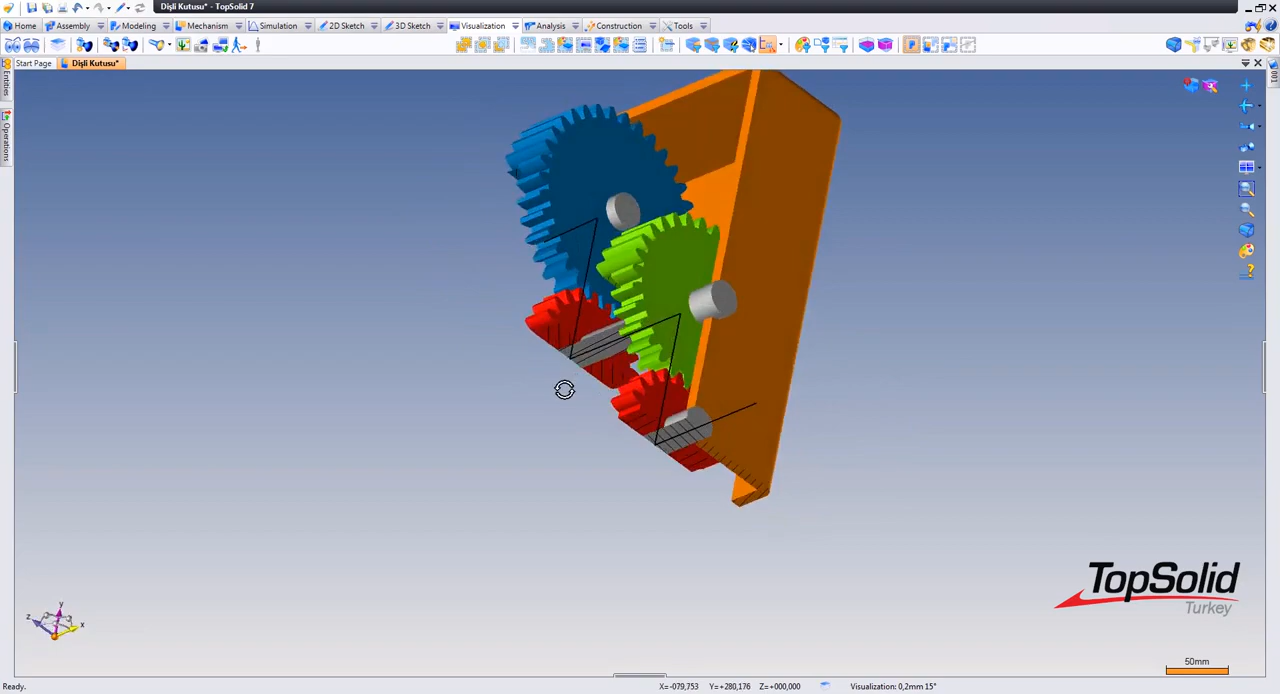 Dişli Kutusu* - TopSolid 7
Home Assembly Modeling Mechanism Simulation 2D Sketch 3D Sketch Visualization Analysis Construction Tools
Start Page Dişli Kutusu*
Entities
Operations
001
TopSolid
Turkey
y
z
x
50mm
Ready. X=-079,753 Y=+280,176 Z=+000,000 Visualization: 0,2mm 15°